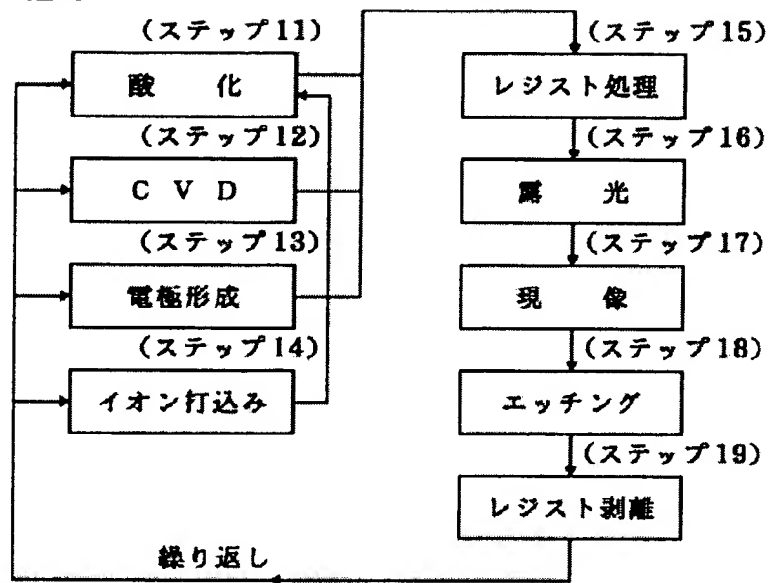 (ステップ11)
酸 化
(ステップ12)
C V D
(ステップ13)
電極形成
(ステップ14)
イオン打込み
(ステップ15)
レジスト処理
(ステップ16)
露 光
(ステップ17)
現 像
(ステップ18)
エッチング
(ステップ19)
レジスト剥離
繰り返し